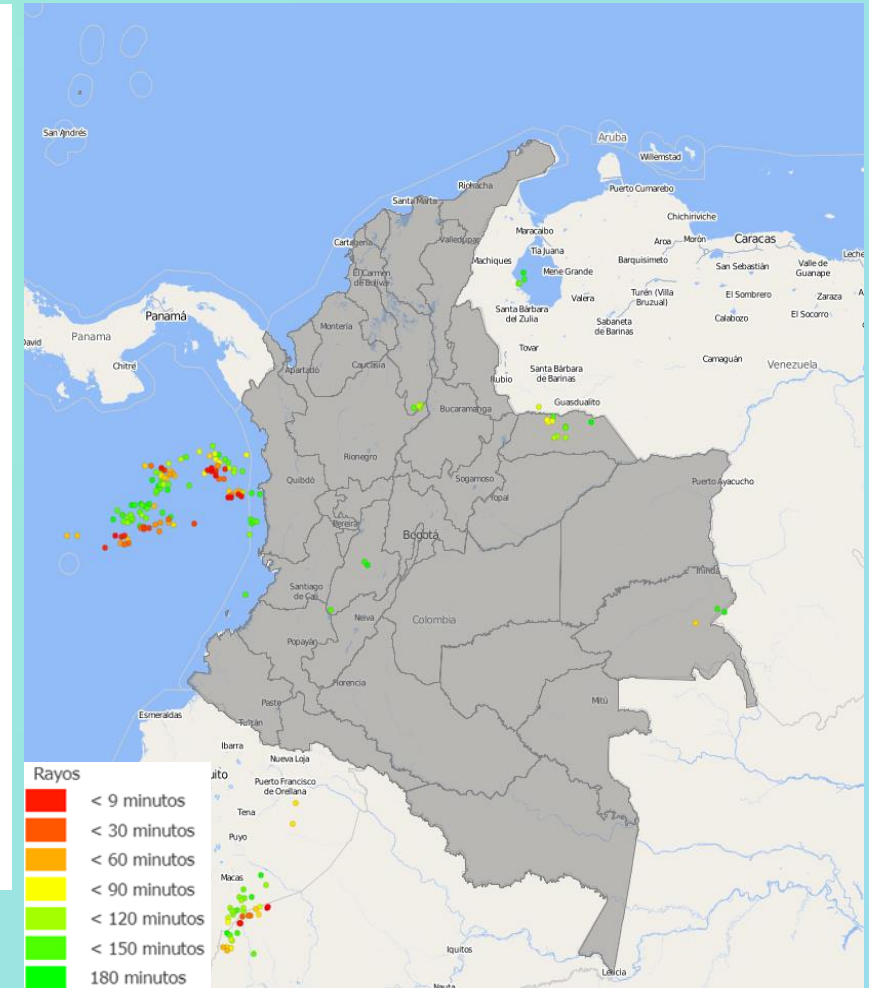 San Andrés
Aruba
Willemstad
Riohacha
Puerto Cumarebo
Santa Marta
Chichiriviche
Cartagena
Valledupar
Maracaibo
Tía Juana
Aroa
Morón
Caracas
Machiques
Barquisimeto
San Sebastián
Valle de
Guanape
El Carmen
de Bolívar
Mene Grande
Santa Bárbara
del Zulia
Valera
Turén (Villa
Bruzual)
El Sombrero
Zaraza
Panamá
Montería
Sabaneta
de Barinas
Calabozo
El Socorro
David
Panama
Chitré
Apartadó
Caucasia
Tovar
Camaguán
Venezuela
Rubio
Santa Bárbara
de Barinas
Bucaramanga
Guasdualito
Rionegro
Quibdó
Sogamoso
Yopal
Puerto Ayacucho
Pereira
Bogotá
Inírida
Santiago
de Cali
Neiva
Colombia
Popayán
Florencia
Mitú
Pasto
Esmeraldas
Tulcán
Ibarra
Nueva Loja
uito
Puerto Francisco
de Orellana
Tena
Puyo
Macas
Iquitos
Leticia
Nauta
Rayos
< 9 minutos
< 30 minutos
< 60 minutos
< 90 minutos
< 120 minutos
< 150 minutos
180 minutos